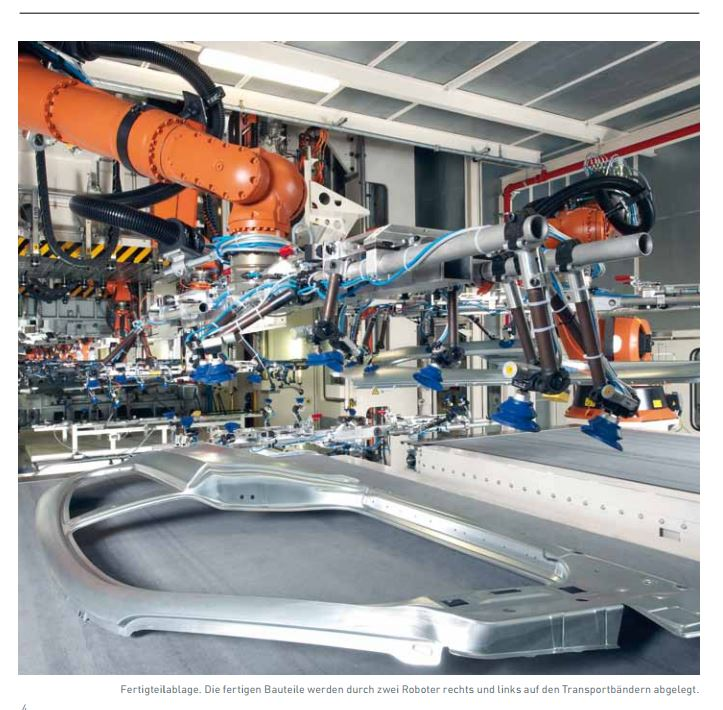 Fertigteilablage. Die fertigen Bauteile werden durch zwei Roboter rechts und links auf den Transportbändern abgelegt.
4